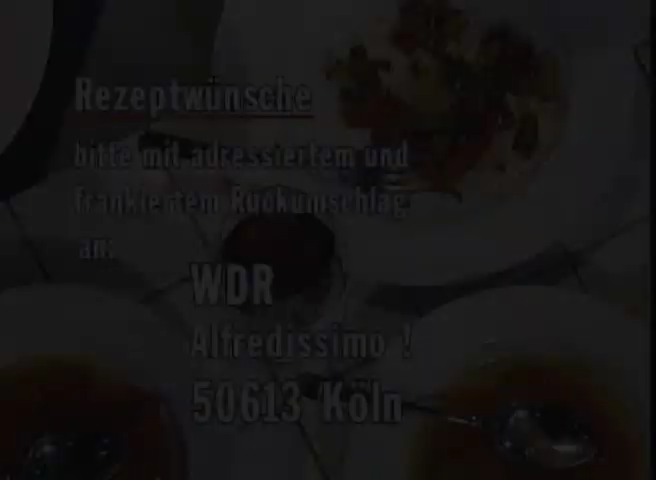 Rezeptwünsche
bitte mit adressiertem und
frankiertem Rückumschlag
an:
WDR
Alfredissimo !
50613 Köln